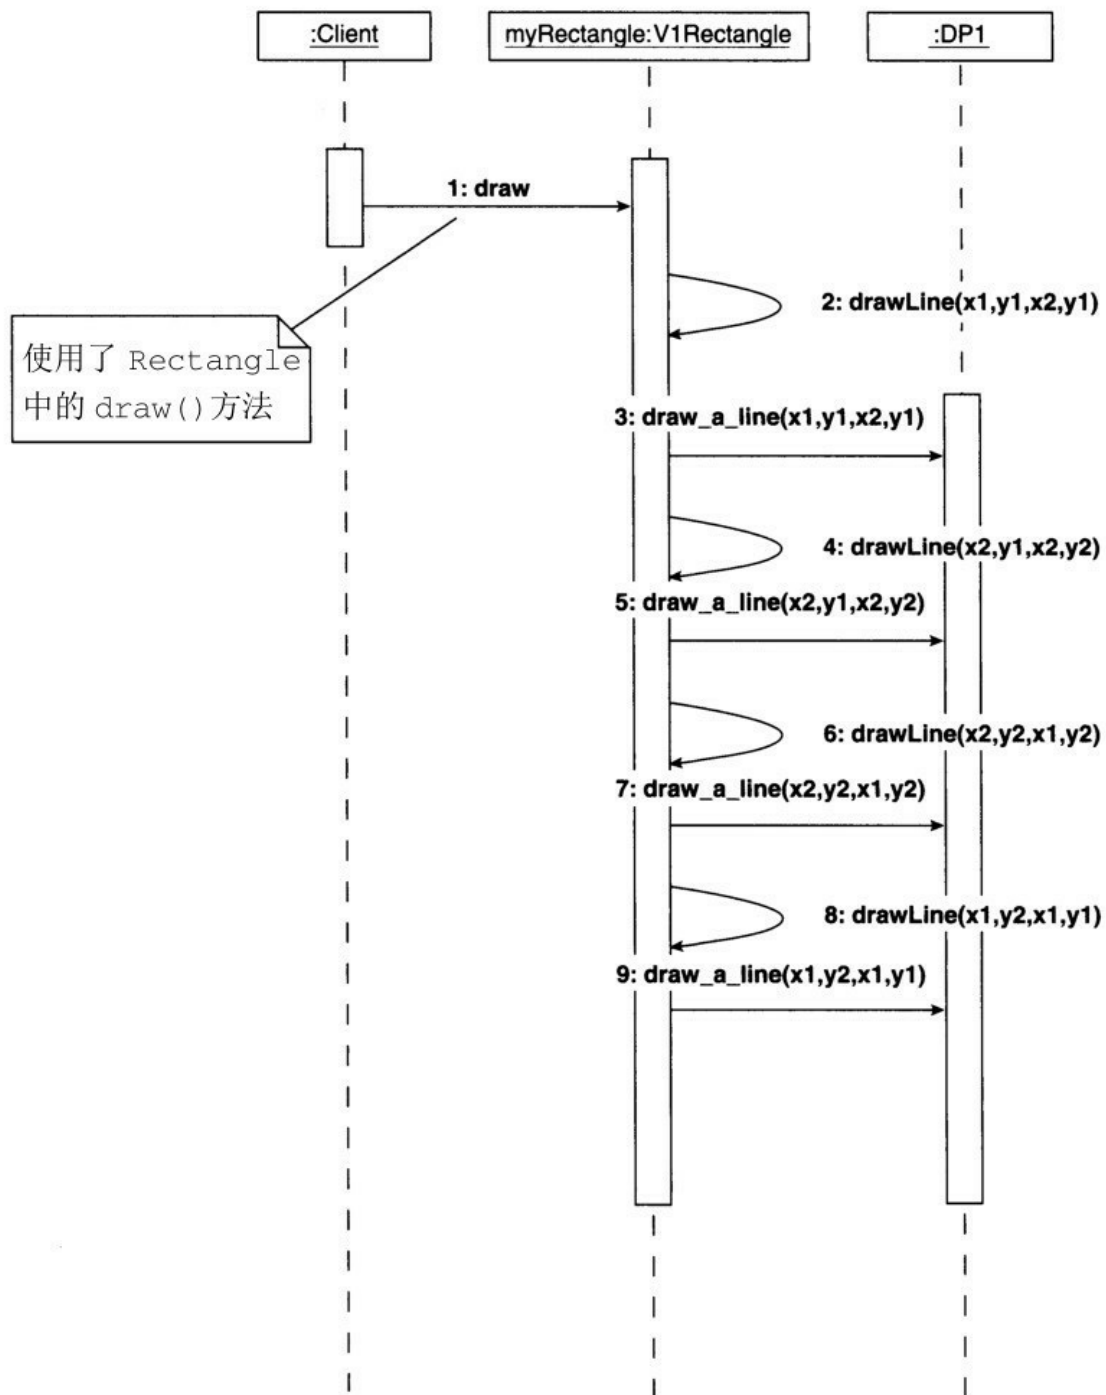 :Client
myRectangle:V1Rectangle
:DP1
1: draw
2: drawLine(x1,y1,x2,y1)
使用了 Rectangle
中的 draw()方法
3: draw_a_line(x1,y1,x2,y1)
4: drawLine(x2,y1,x2,y2)
5: draw_a_line(x2,y1,x2,y2)
6: drawLine(x2,y2,x1,y2)
7: draw_a_line(x2,y2,x1,y2)
8: drawLine(x1,y2,x1,y1)
9: draw_a_line(x1,y2,x1,y1)